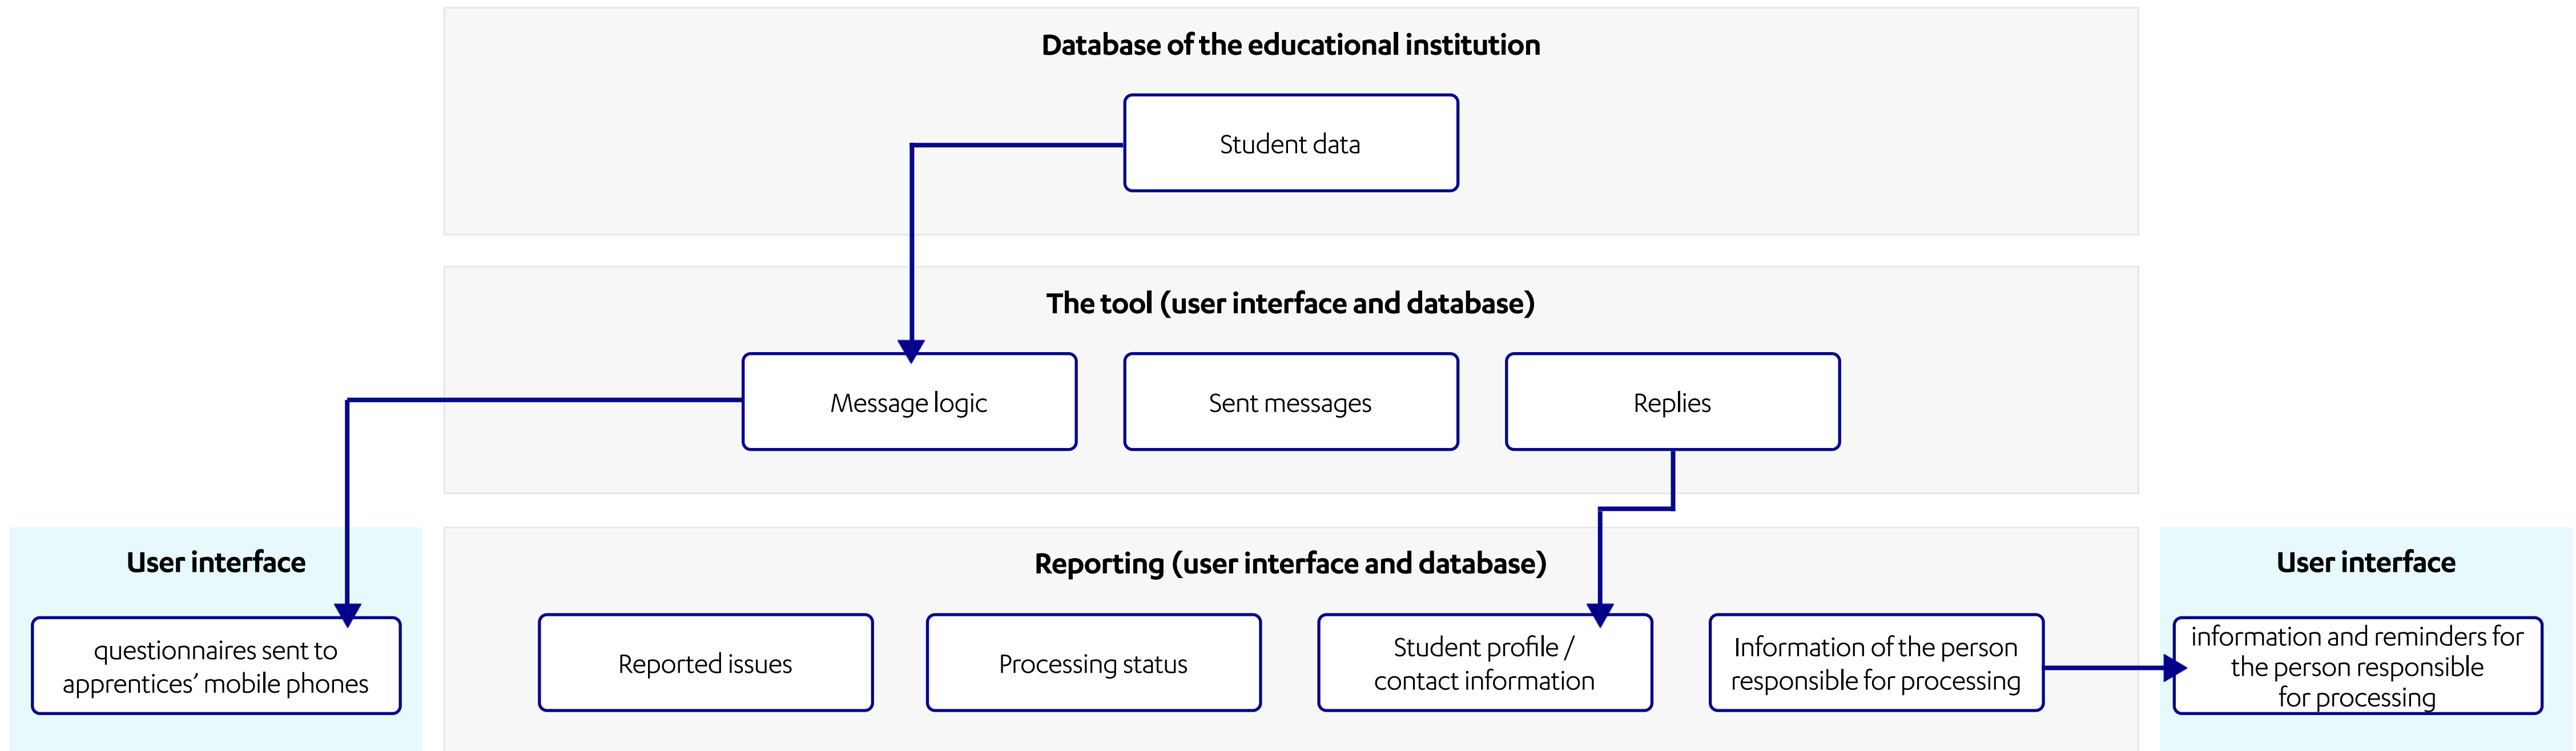 Database of the educational institution
Student data
The tool (user interface and database)
Message logic
Sent messages
Replies
User interface
questionnaires sent to
apprentices’ mobile phones
Reporting (user interface and database)
Reported issues
Processing status
Student profile /
contact information
Information of the person
responsible for processing
User interface
information and reminders for
the person responsible
for processing